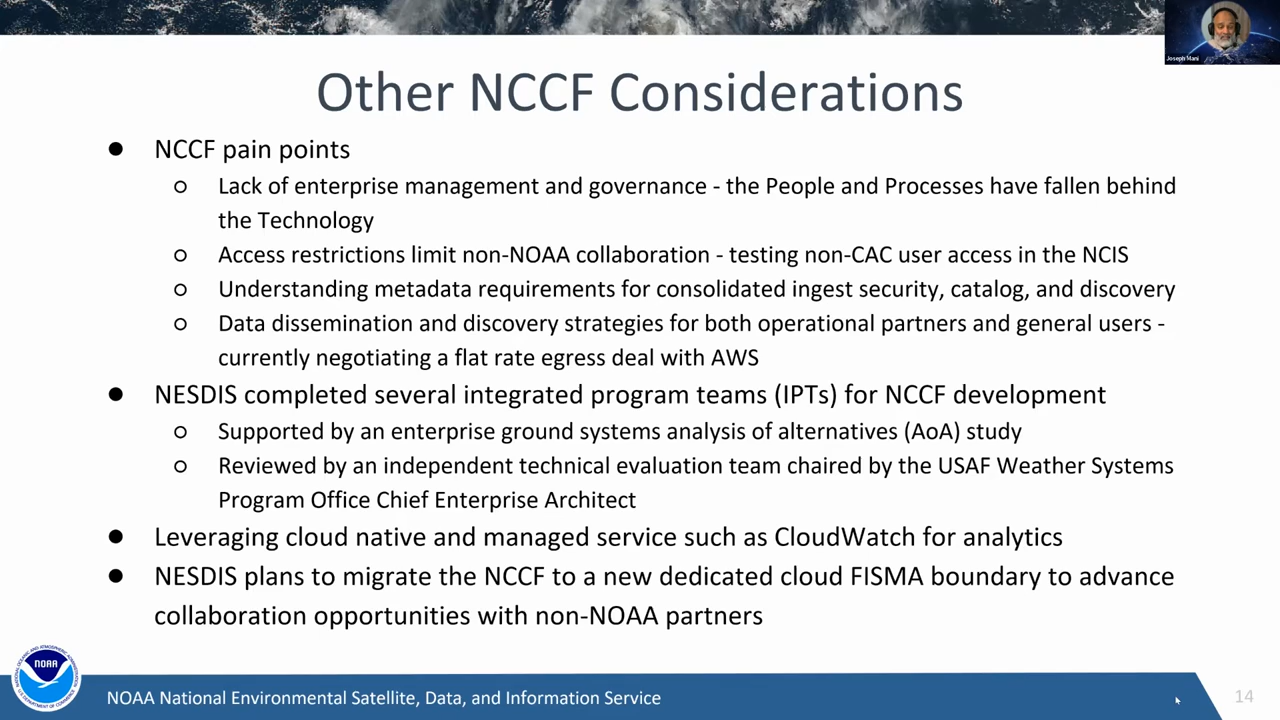 Joseph Mani
Other NCCF Considerations
● NCCF pain points
○ Lack of enterprise management and governance - the People and Processes have fallen behind
the Technology
○ Access restrictions limit non-NOAA collaboration - testing non-CAC user access in the NCIS
○ Understanding metadata requirements for consolidated ingest security, catalog, and discovery
○ Data dissemination and discovery strategies for both operational partners and general users -
currently negotiating a flat rate egress deal with AWS
● NESDIS completed several integrated program teams (IPTs) for NCCF development
○ Supported by an enterprise ground systems analysis of alternatives (AoA) study
○ Reviewed by an independent technical evaluation team chaired by the USAF Weather Systems
Program Office Chief Enterprise Architect
● Leveraging cloud native and managed service such as CloudWatch for analytics
● NESDIS plans to migrate the NCCF to a new dedicated cloud FISMA boundary to advance
collaboration opportunities with non-NOAA partners
NOAA
NOAA National Environmental Satellite, Data, and Information Service
14